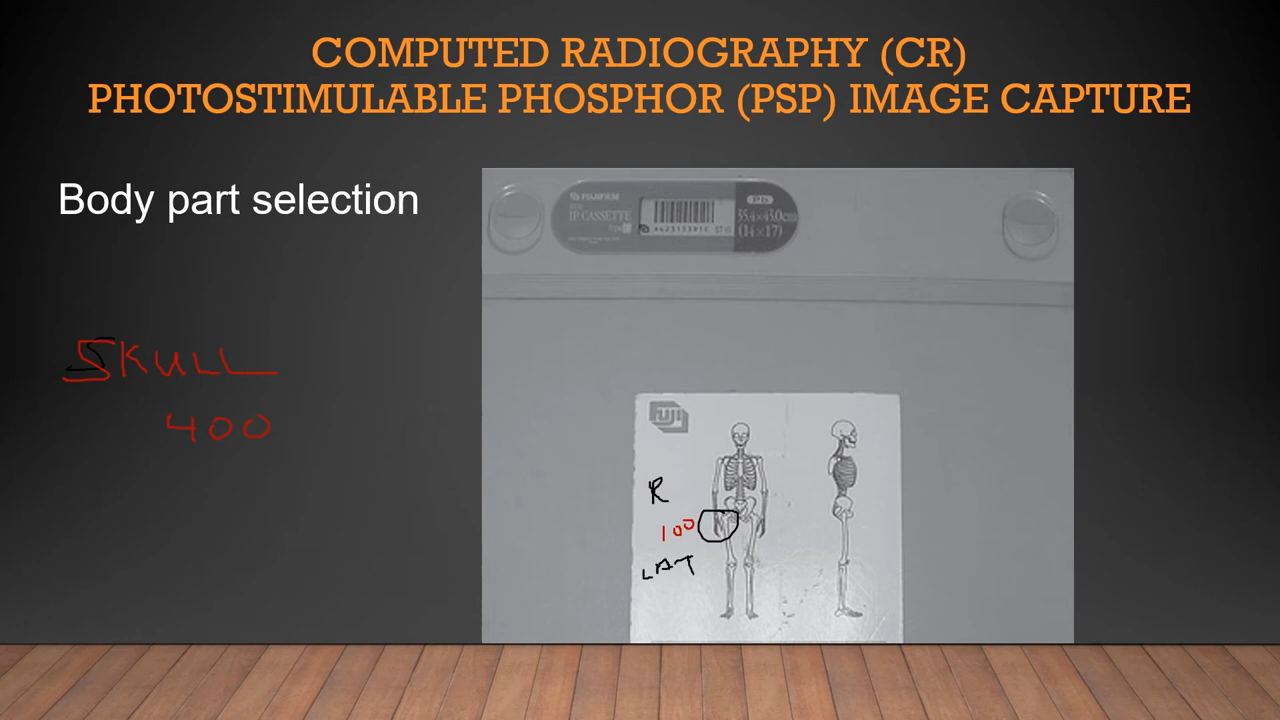 COMPUTED RADIOGRAPHY (CR)
PHOTOSTIMULABLE PHOSPHOR (PSP) IMAGE CAPTURE
Body part selection
SKULL
400
FUJIFILM
IP CASSETTE
35.4×43.0cm
(14×17)
FUJI
R
100
LAT